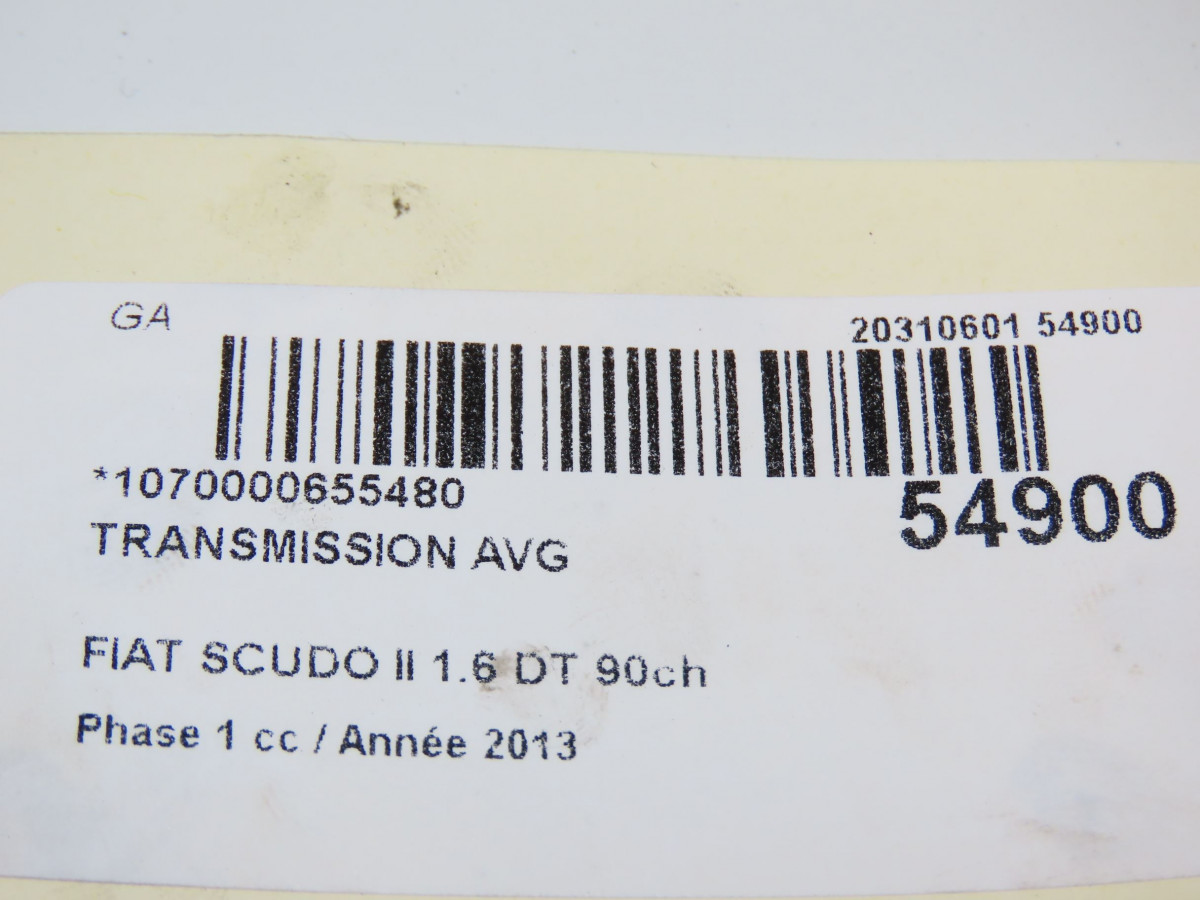 GA
20310601 54900
*1070000655480
54900
TRANSMISSION AVG
FIAT SCUDO II 1.6 DT 90ch
Phase 1 cc / Année 2013